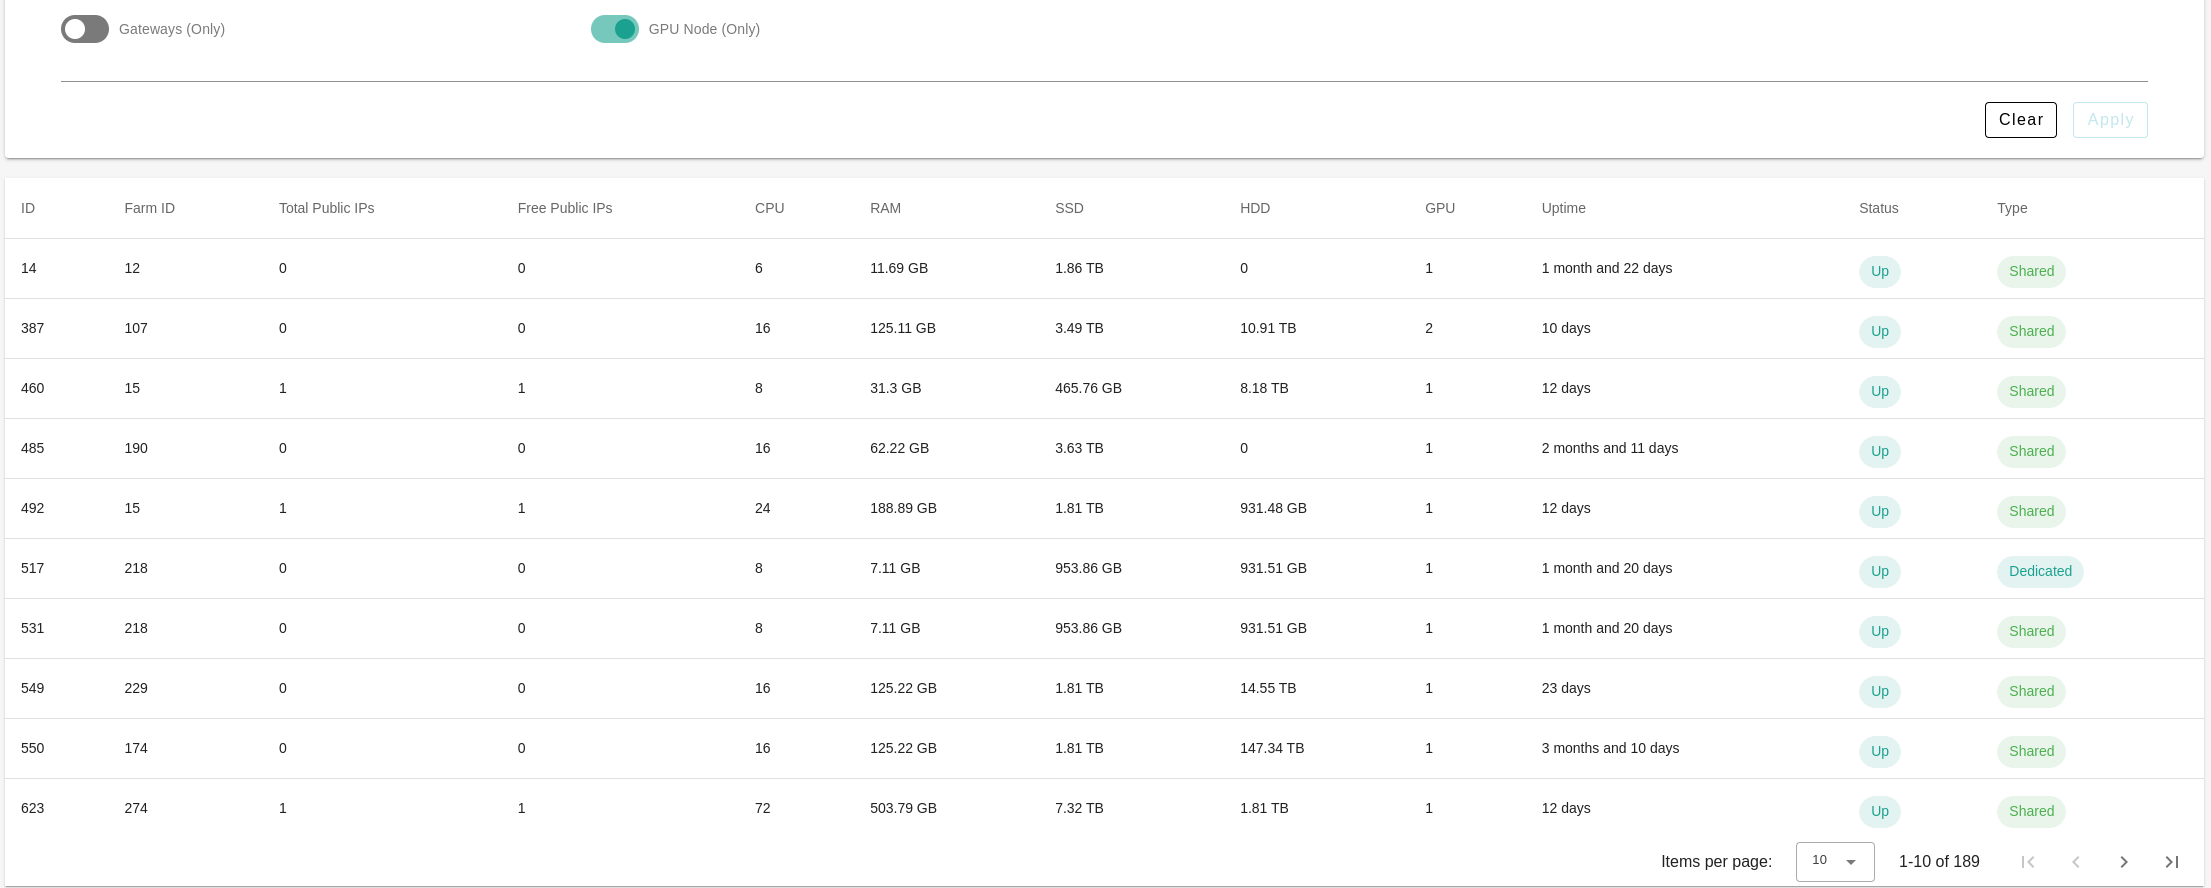 Gateways (Only) GPU Node (Only)
Clear Apply
ID Farm ID Total Public IPs Free Public IPs CPU RAM SSD HDD GPU Uptime Status Type
14 12 0 0 6 11.69 GB 1.86 TB 0 1 1 month and 22 days Up Shared
387 107 0 0 16 125.11 GB 3.49 TB 10.91 TB 2 10 days Up Shared
460 15 1 1 8 31.3 GB 465.76 GB 8.18 TB 1 12 days Up Shared
485 190 0 0 16 62.22 GB 3.63 TB 0 1 2 months and 11 days Up Shared
492 15 1 1 24 188.89 GB 1.81 TB 931.48 GB 1 12 days Up Shared
517 218 0 0 8 7.11 GB 953.86 GB 931.51 GB 1 1 month and 20 days Up Dedicated
531 218 0 0 8 7.11 GB 953.86 GB 931.51 GB 1 1 month and 20 days Up Shared
549 229 0 0 16 125.22 GB 1.81 TB 14.55 TB 1 23 days Up Shared
550 174 0 0 16 125.22 GB 1.81 TB 147.34 TB 1 3 months and 10 days Up Shared
623 274 1 1 72 503.79 GB 7.32 TB 1.81 TB 1 12 days Up Shared
Items per page: 10 1-10 of 189